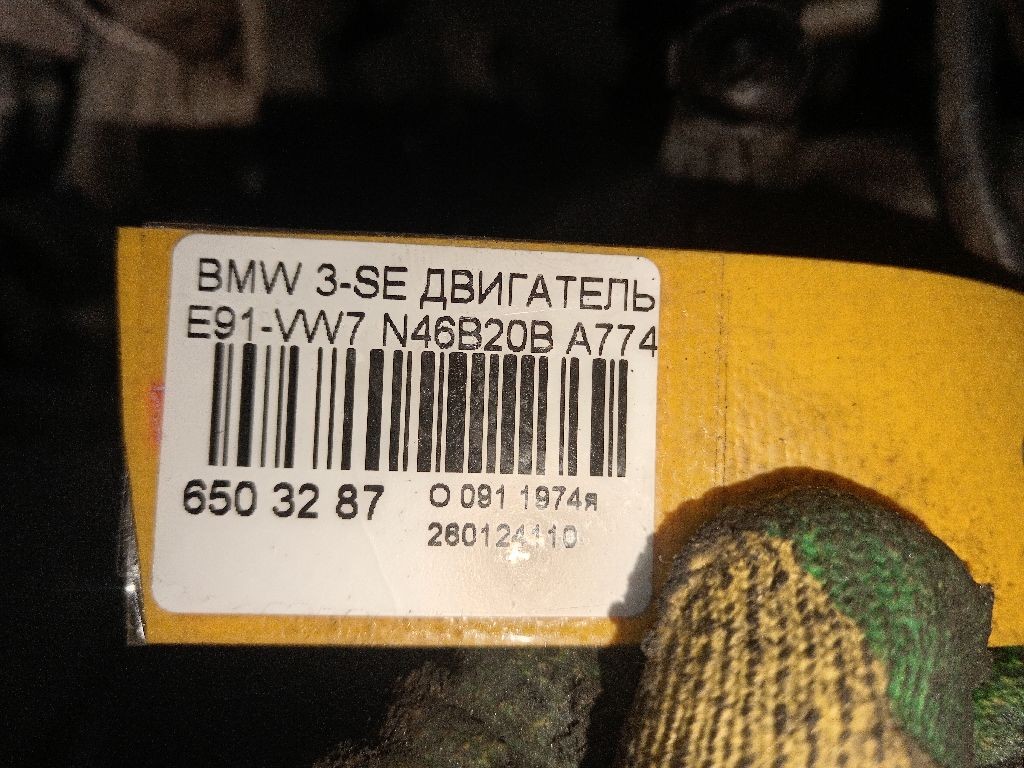 BMW 3-SE ДВИГАТЕЛЬ
E91-VW7 N46B20B A774
650 32 87
O 091 1974я
260124110